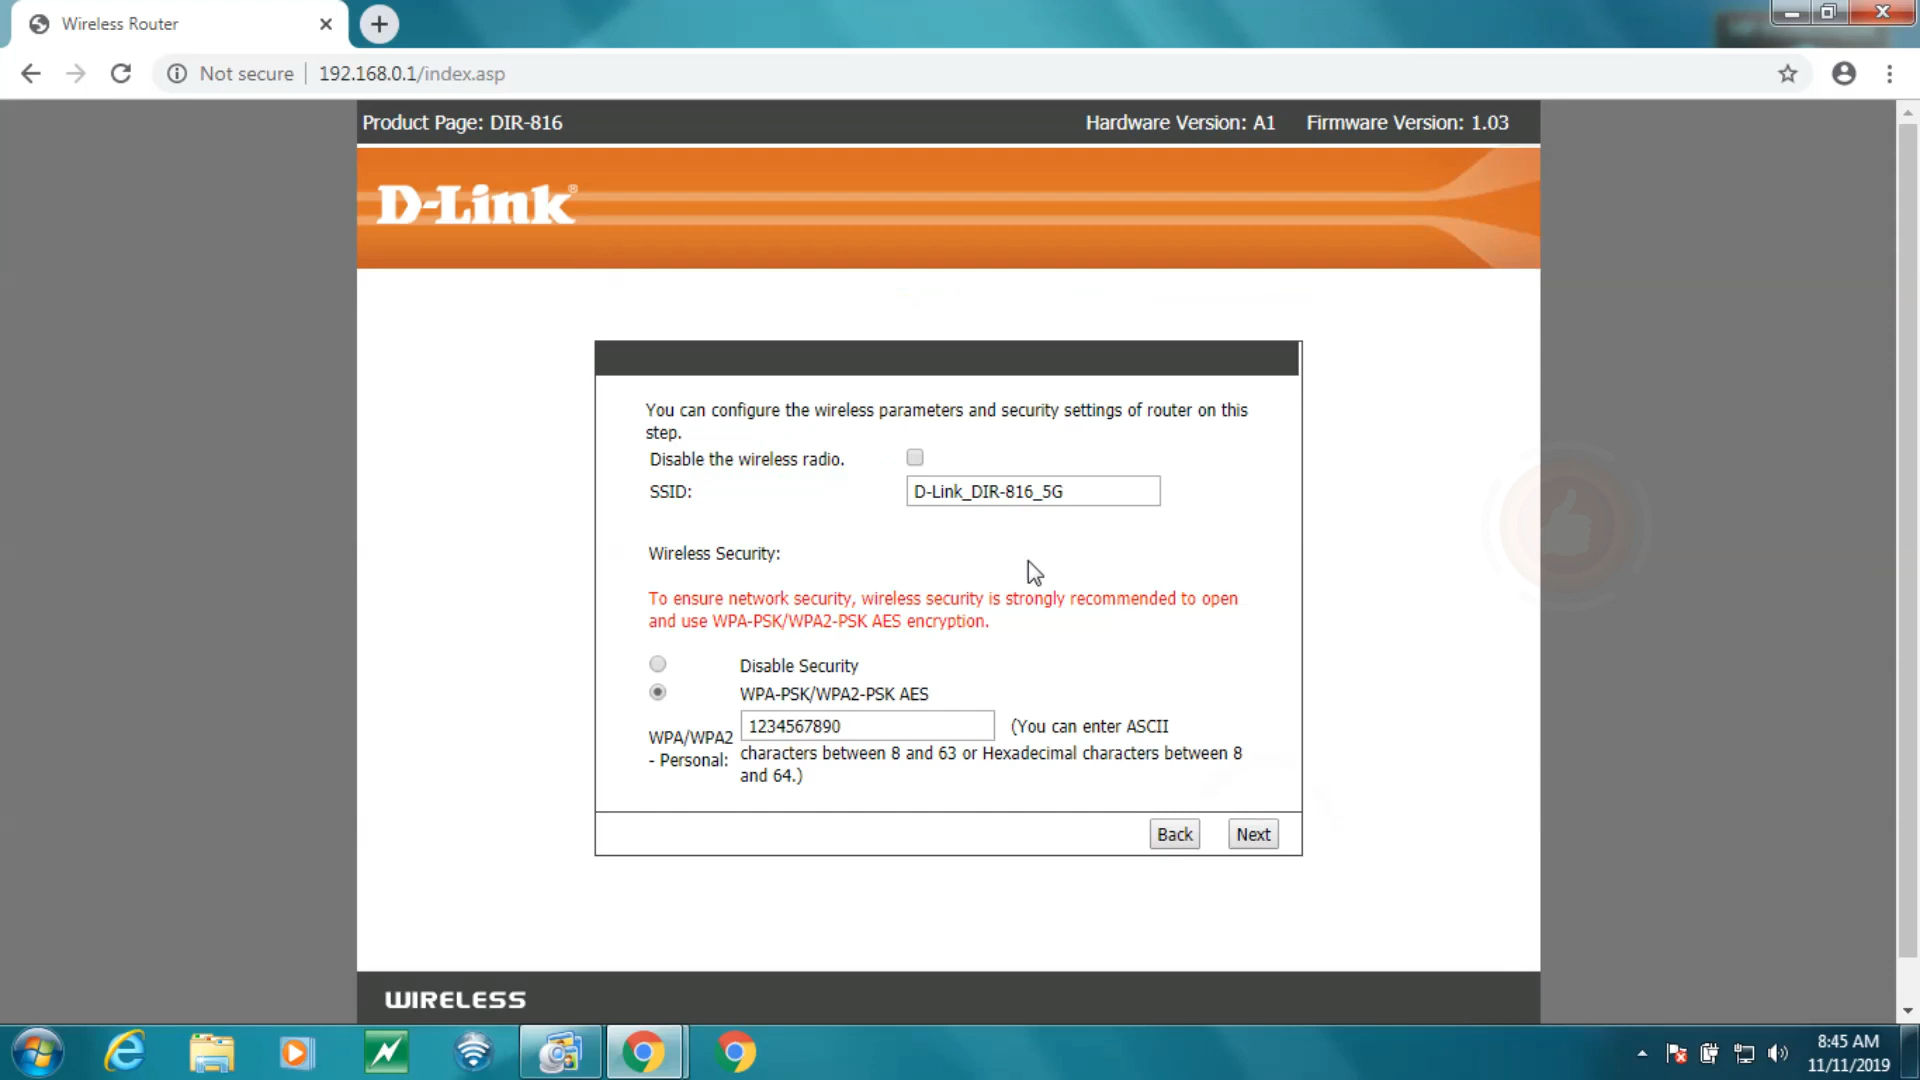 Wireless Router
Not secure
192.168.0.1/index.asp
Product Page: DIR-816
Hardware Version: A1
Firmware Version: 1.03
D-Link®
You can configure the wireless parameters and security settings of router on this
step.
Disable the wireless radio.
SSID:
D-Link_DIR-816_5G
Wireless Security:
To ensure network security, wireless security is strongly recommended to open
and use WPA-PSK/WPA2-PSK AES encryption.
Disable Security
WPA-PSK/WPA2-PSK AES
WPA/WPA2
- Personal:
1234567890
(You can enter ASCII
characters between 8 and 63 or Hexadecimal characters between 8
and 64.)
Back
Next
WIRELESS
8:45 AM
11/11/2019